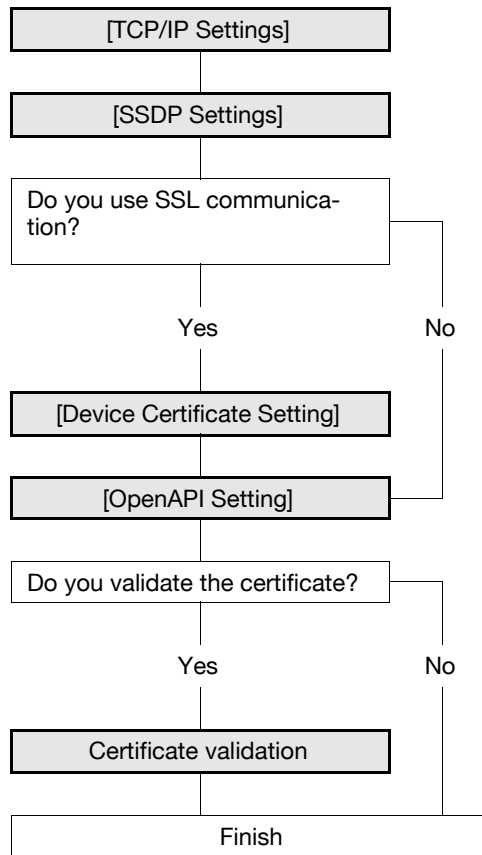 [TCP/IP Settings]
[SSDP Settings]
Do you use SSL communica-
tion?
Yes
No
[Device Certificate Setting]
[OpenAPI Setting]
Do you validate the certificate?
Yes
No
Certificate validation
Finish